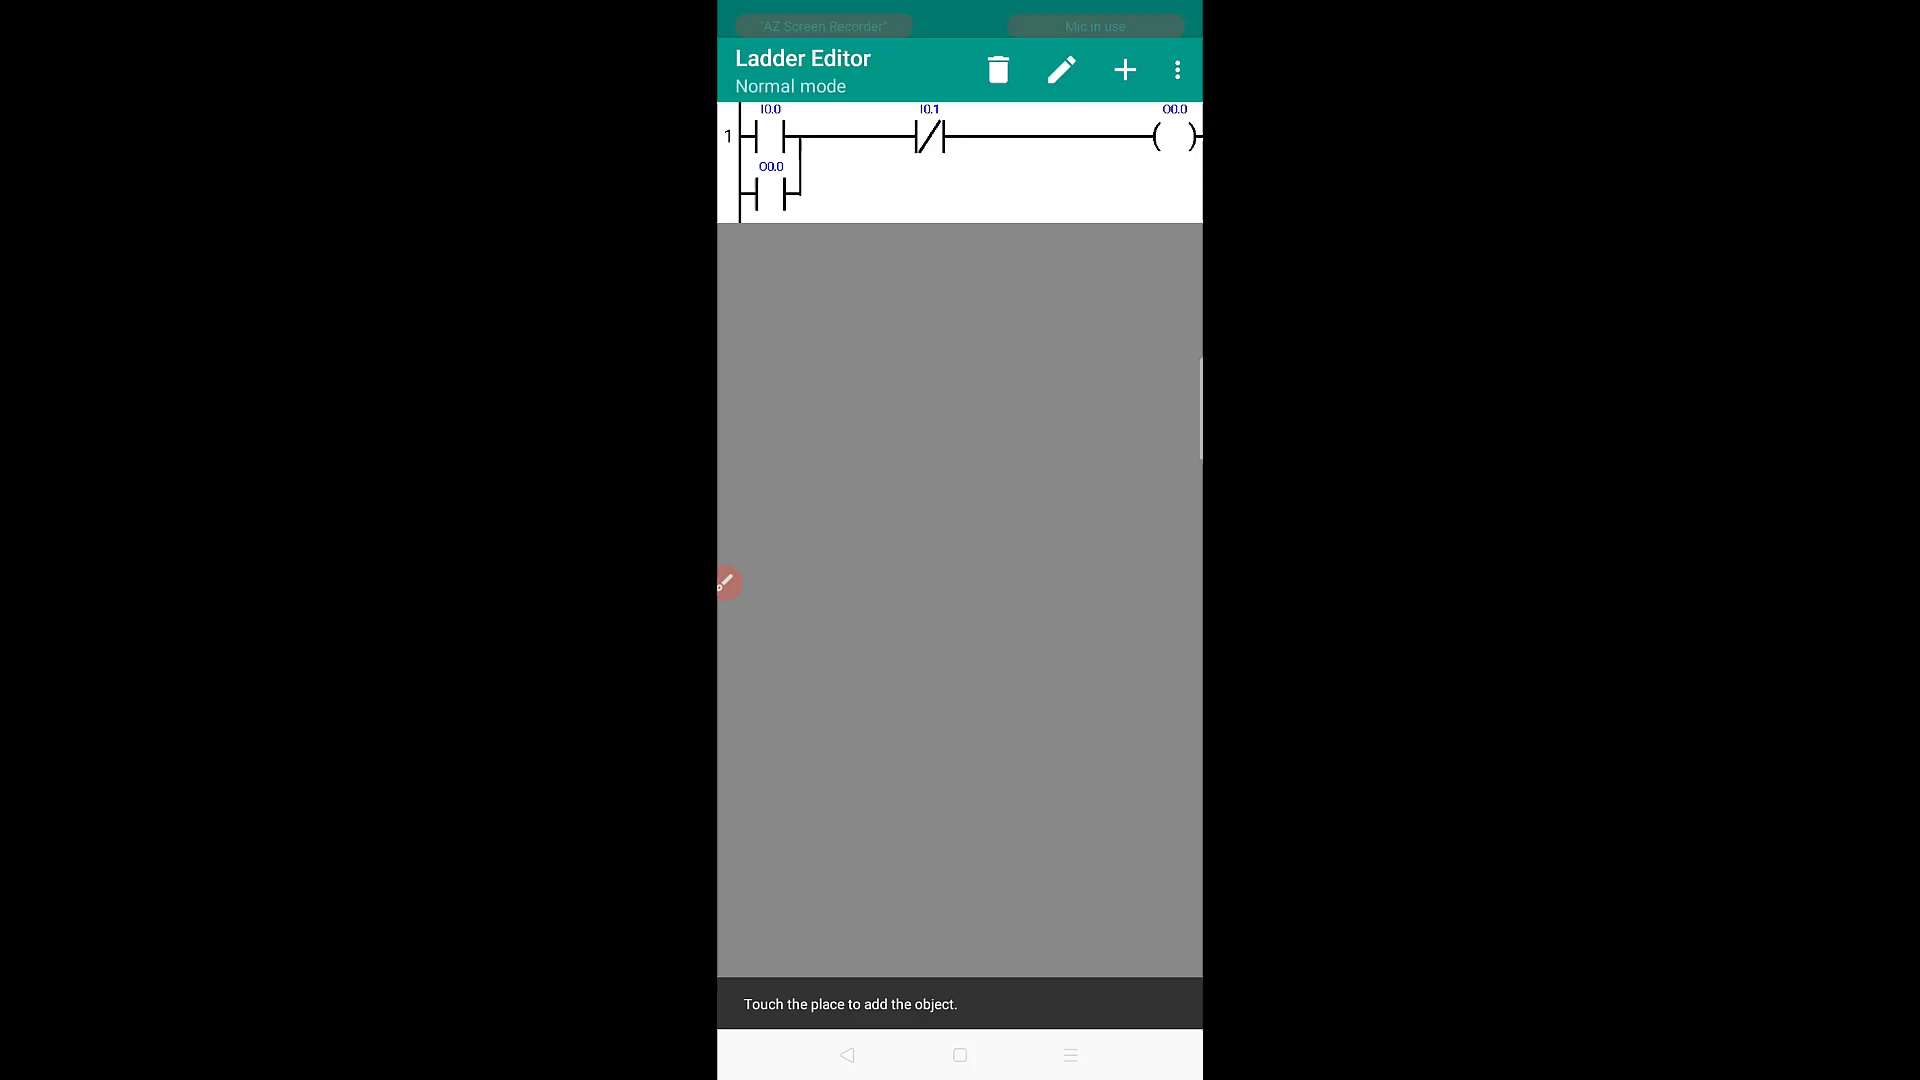 "AZ Screen Recorder" Mic in use
Ladder Editor
Normal mode
I0.0 I0.1 O0.0
1
O0.0
Touch the place to add the object.